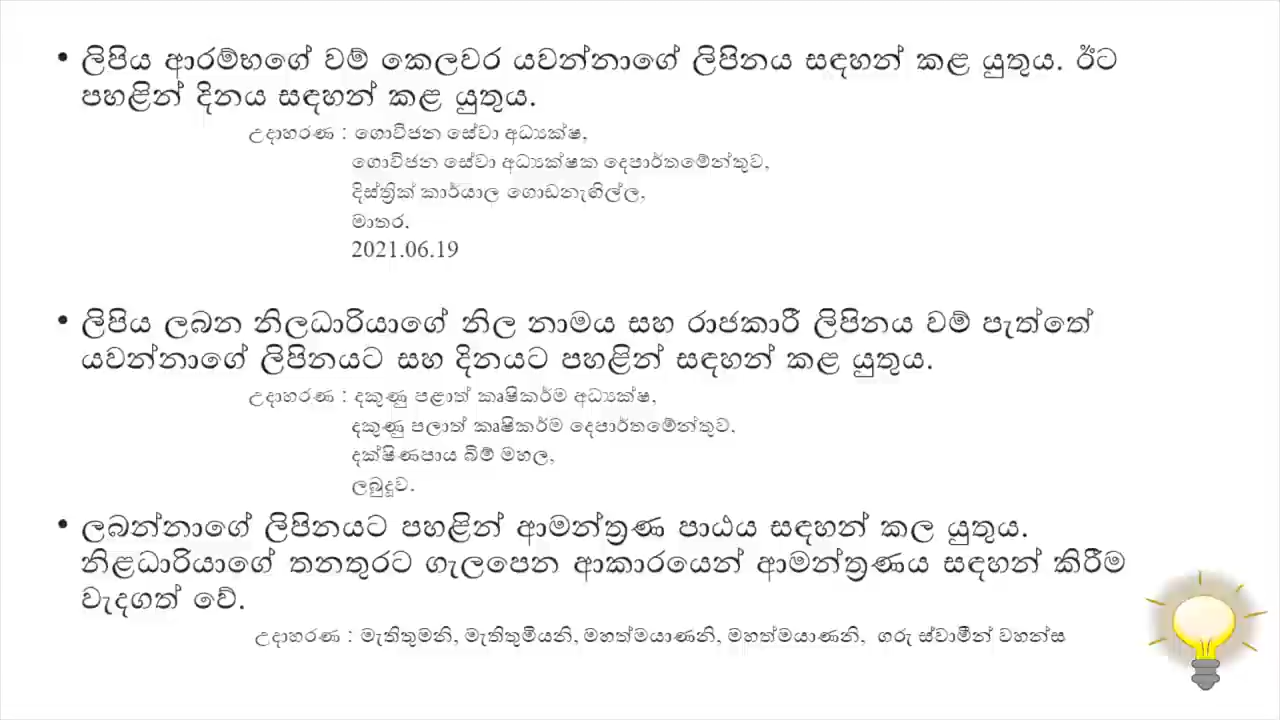 • ලිපිය ආරම්භගේ වම් කෙලවර යවන්නාගේ ලිපිනය සඳහන් කළ යුතුය. ඊට
පහළින් දිනය සඳහන් කළ යුතුය.
උදාහරණ : ගොවිජන සේවා අධ්‍යක්ෂ,
ගොවිජන සේවා අධ්‍යක්ෂක දෙපාර්තමේන්තුව,
දිස්ත්‍රික් කාර්යාල ගොඩනැඟිල්ල,
මාතර.
2021.06.19
• ලිපිය ලබන නිලධාරියාගේ නිල නාමය සහ රාජකාරී ලිපිනය වම් පැත්තේ
යවන්නාගේ ලිපිනයට සහ දිනයට පහළින් සඳහන් කළ යුතුය.
උදාහරණ : දකුණු පළාත් කෘෂිකර්ම අධ්‍යක්ෂ,
දකුණු පලාත් කෘෂිකර්ම දෙපාර්තමේන්තුව,
දක්ෂිණපාය බිම් මහල,
ලබුදූව.
• ලබන්නාගේ ලිපිනයට පහළින් ආමන්ත්‍රණ පාඨය සඳහන් කල යුතුය.
නිළධාරියාගේ තනතුරට ගැලපෙන ආකාරයෙන් ආමන්ත්‍රණය සඳහන් කිරීම
වැදගත් වේ.
උදාහරණ : මැතිතුමනි, මැතිතුමියනි, මහත්මයාණනි, මහත්මයාණනි, ගරු ස්වාමීන් වහන්ස